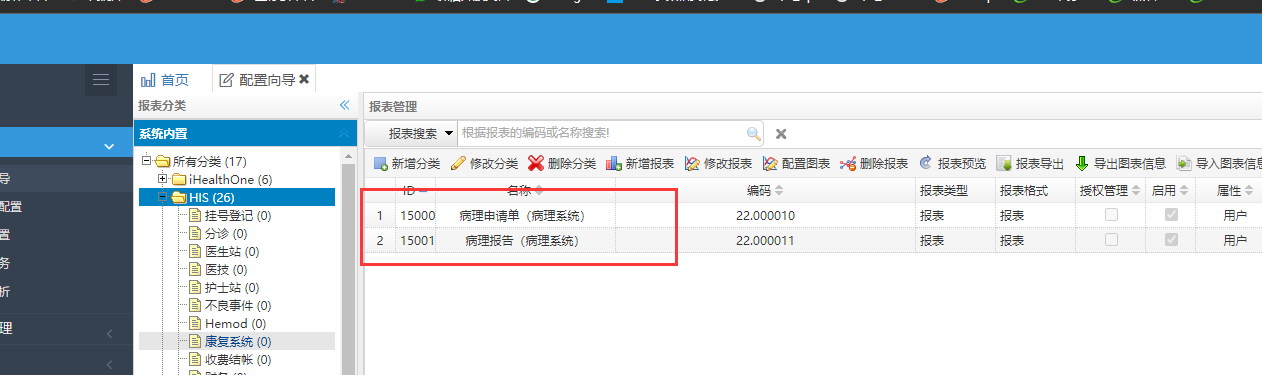 首页
配置向导
报表分类
报表管理
系统内置
报表搜索
根据报表的编码或名称搜索!
所有分类 (17)
iHealthOne (6)
HIS (26)
挂号登记 (0)
分诊 (0)
医生站 (0)
医技 (0)
护士站 (0)
不良事件 (0)
Hemod (0)
康复系统 (0)
收费结帐 (0)
新增分类 修改分类 删除分类 新增报表 修改报表 配置图表 删除报表 报表预览 报表导出 导出图表信息 导入图表信息
ID 名称 编码 报表类型 报表格式 授权管理 启用 属性
1 15000 病理申请单（病理系统） 22.000010 报表 报表 用户
2 15001 病理报告（病理系统） 22.000011 报表 报表 用户
导
配置
置
务
析
理